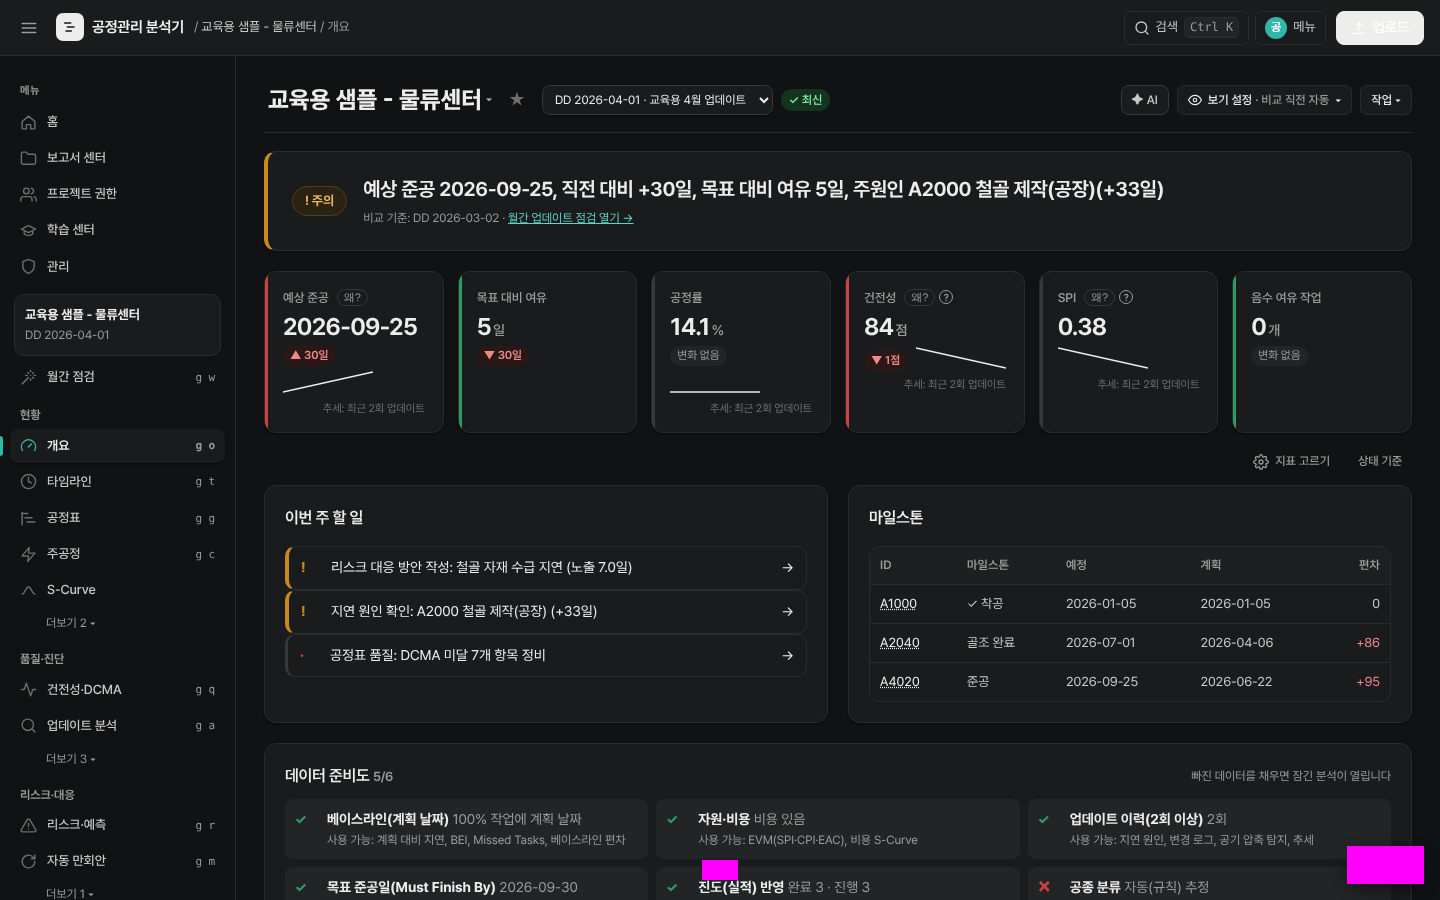 공정관리 분석기 / 교육용 샘플 - 물류센터 / 개요
검색 Ctrl K
공 메뉴
업로드
메뉴
홈
보고서 센터
프로젝트 권한
학습 센터
관리
교육용 샘플 - 물류센터
DD 2026-04-01
월간 점검 g w
현황
개요 g o
타임라인 g t
공정표 g g
주공정 g c
S-Curve
더보기 2
품질·진단
건전성·DCMA g q
업데이트 분석 g a
더보기 3
리스크·대응
리스크·예측 g r
자동 만회안 g m
더보기 1
교육용 샘플 - 물류센터
DD 2026-04-01 · 교육용 4월 업데이트
✓ 최신
AI
보기 설정 · 비교 직전 자동
작업
! 주의
예상 준공 2026-09-25, 직전 대비 +30일, 목표 대비 여유 5일, 주원인 A2000 철골 제작(공장)(+33일)
비교 기준: DD 2026-03-02 · 월간 업데이트 점검 열기 →
예상 준공 왜?
2026-09-25
▲ 30일
추세: 최근 2회 업데이트
목표 대비 여유
5일
▼ 30일
공정률
14.1%
변화 없음
추세: 최근 2회 업데이트
건전성 왜? ?
84점
▼ 1점
추세: 최근 2회 업데이트
SPI 왜? ?
0.38
추세: 최근 2회 업데이트
음수 여유 작업
0개
변화 없음
지표 고르기
상태 기준
이번 주 할 일
! 리스크 대응 방안 작성: 철골 자재 수급 지연 (노출 7.0일) →
! 지연 원인 확인: A2000 철골 제작(공장) (+33일) →
· 공정표 품질: DCMA 미달 7개 항목 정비 →
마일스톤
ID 마일스톤 예정 계획 편차
A1000 ✓ 착공 2026-01-05 2026-01-05 0
A2040 골조 완료 2026-07-01 2026-04-06 +86
A4020 준공 2026-09-25 2026-06-22 +95
데이터 준비도 5/6
빠진 데이터를 채우면 잠긴 분석이 열립니다
✓ 베이스라인(계획 날짜) 100% 작업에 계획 날짜
사용 가능: 계획 대비 지연, BEI, Missed Tasks, 베이스라인 편차
✓ 자원·비용 비용 있음
사용 가능: EVM(SPI·CPI·EAC), 비용 S-Curve
✓ 업데이트 이력(2회 이상) 2회
사용 가능: 지연 원인, 변경 로그, 공기 압축 탐지, 추세
✓ 목표 준공일(Must Finish By) 2026-09-30
✓ 진도(실적) 반영 완료 3 · 진행 3
✕ 공종 분류 자동(규칙) 추정